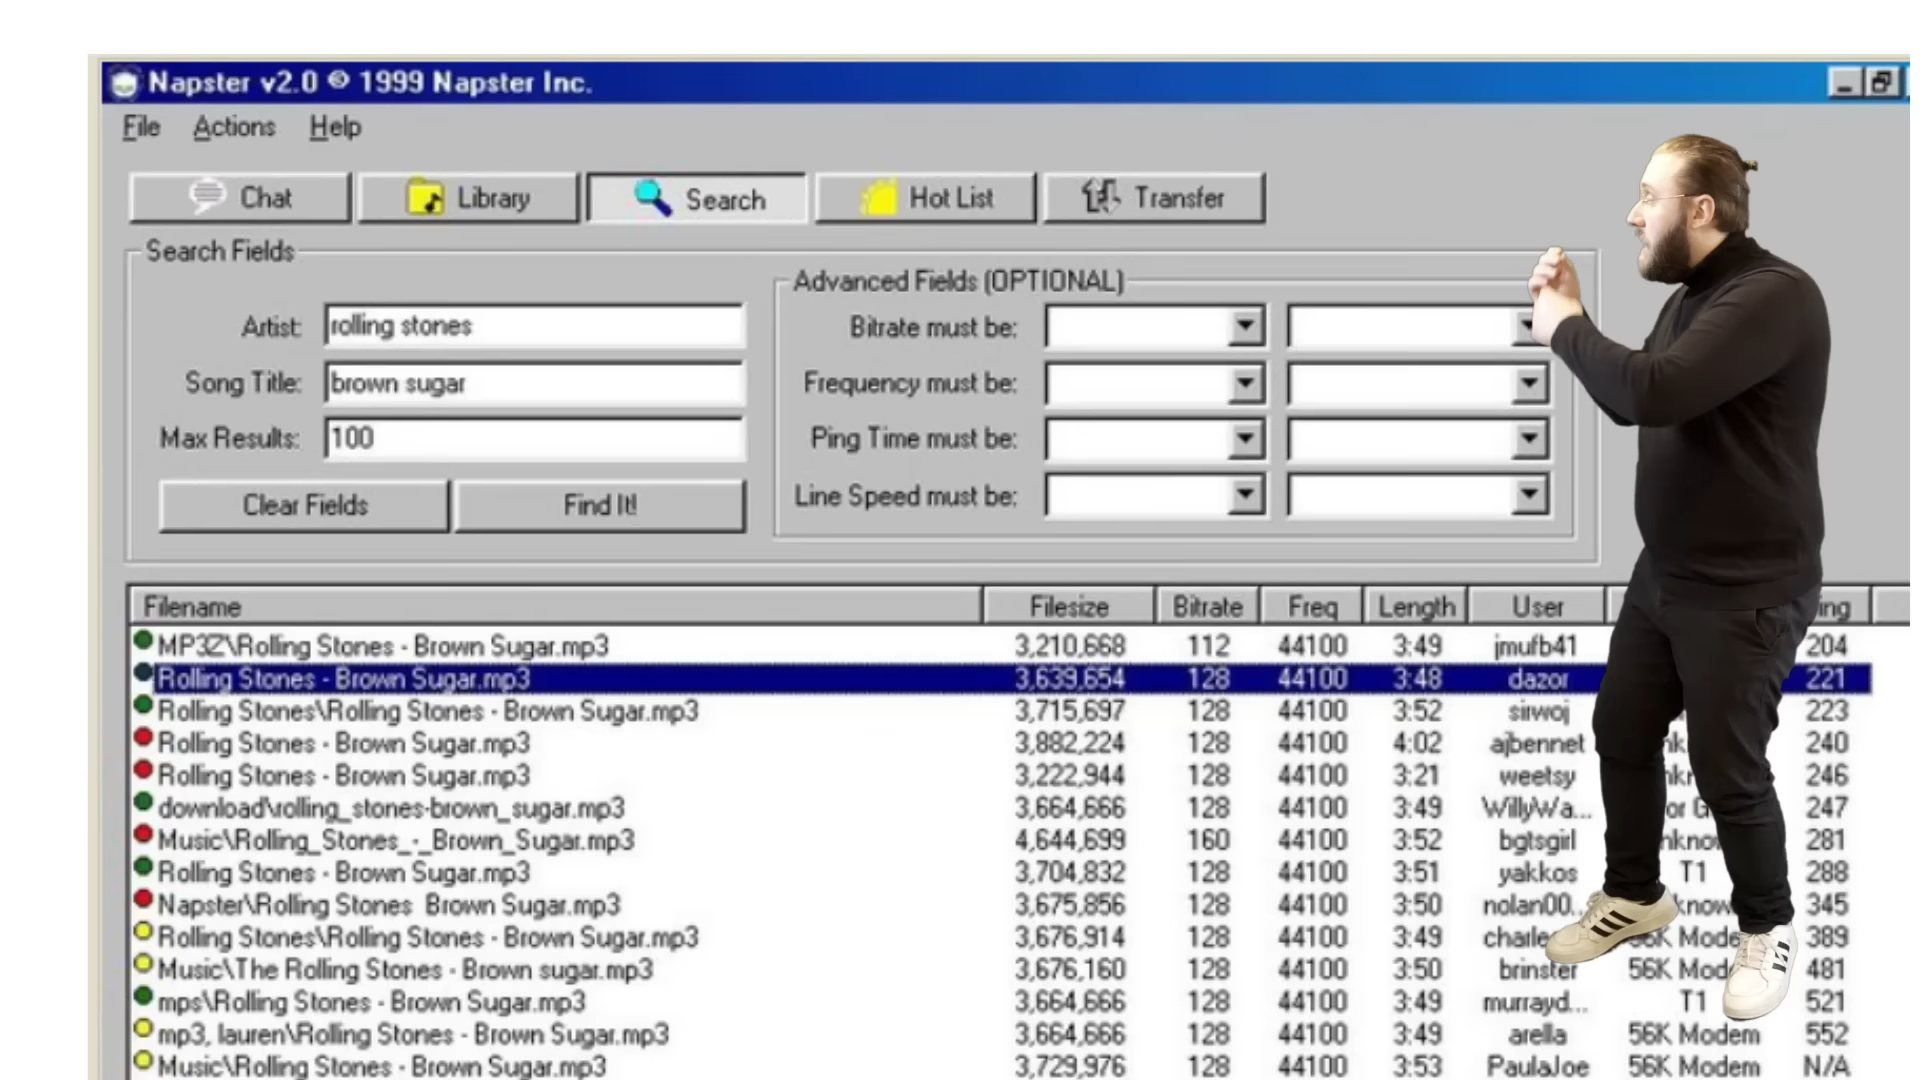 Napster v2.0 © 1999 Napster Inc.
File Actions Help
Chat Library Search Hot List Transfer
Search Fields
Advanced Fields (OPTIONAL)
Artist: rolling stones Bitrate must be:
Song Title: brown sugar Frequency must be:
Max Results: 100 Ping Time must be:
Clear Fields Find It! Line Speed must be:
Filename Filesize Bitrate Freq Length User
MP3Z\Rolling Stones - Brown Sugar.mp3 3,210,668 112 44100 3:49 jmufb41 204
Rolling Stones - Brown Sugar.mp3 3,639,654 128 44100 3:48 dazor 221
Rolling Stones\Rolling Stones - Brown Sugar.mp3 3,715,697 128 44100 3:52 sirwoj 223
Rolling Stones - Brown Sugar.mp3 3,882,224 128 44100 4:02 ajbennet 240
Rolling Stones - Brown Sugar.mp3 3,222,944 128 44100 3:21 weetsy 246
download\rolling_stones-brown_sugar.mp3 3,664,666 128 44100 3:49 WillyWa... 247
Music\Rolling_Stones_-_Brown_Sugar.mp3 4,644,699 160 44100 3:52 bgtsgirl 281
Rolling Stones - Brown Sugar.mp3 3,704,832 128 44100 3:51 yakkos T1 288
Napster\Rolling Stones Brown Sugar.mp3 3,675,856 128 44100 3:50 nolan00... 345
Rolling Stones\Rolling Stones - Brown Sugar.mp3 3,676,914 128 44100 3:49 56K 389
Music\The Rolling Stones - Brown sugar.mp3 3,676,160 128 44100 3:50 brinster 56K 481
mps\Rolling Stones - Brown Sugar.mp3 3,664,666 128 44100 3:49 murrayd... T1 521
mp3, lauren\Rolling Stones - Brown Sugar.mp3 3,664,666 128 44100 3:49 arella 56K Modem 552
Music\Rolling Stones - Brown Sugar.mp3 3,729,976 128 44100 3:53 PaulaJoe 56K Modem N/A